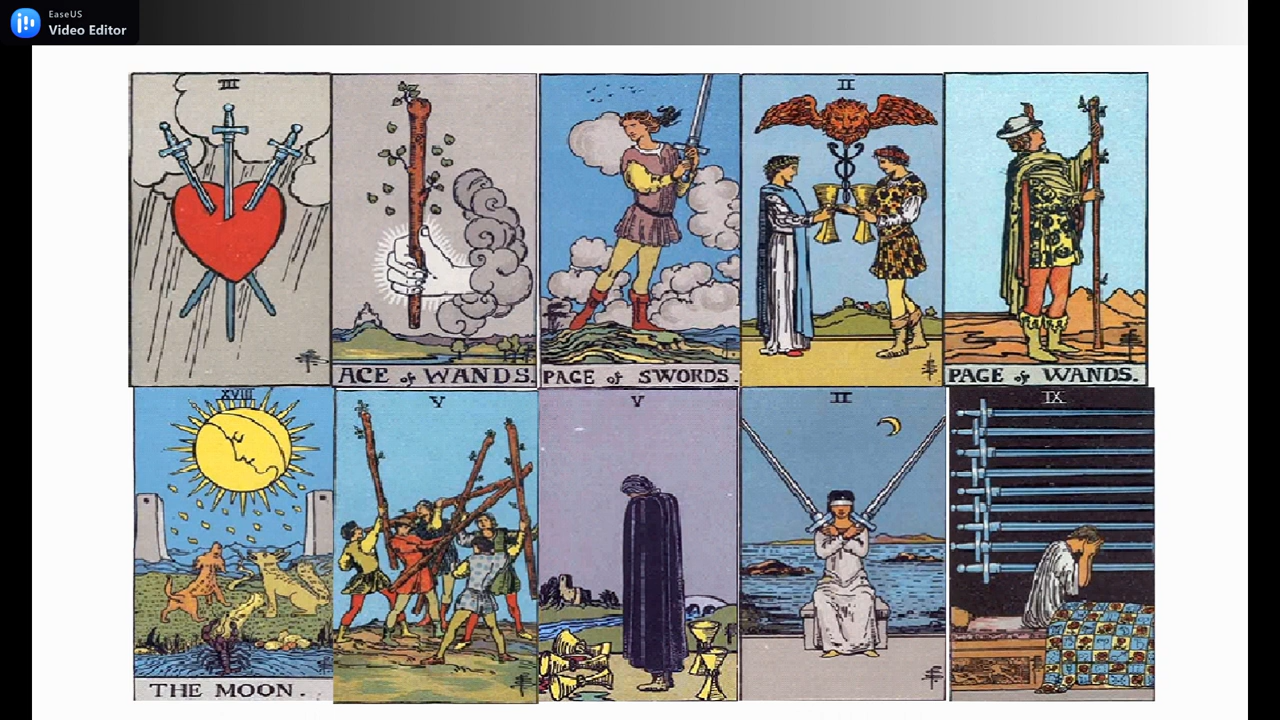 EaseUS
Video Editor
III
ACE of WANDS.
PAGE of SWORDS.
II
PAGE of WANDS.
XVIII
THE MOON.
V
V
II
IX